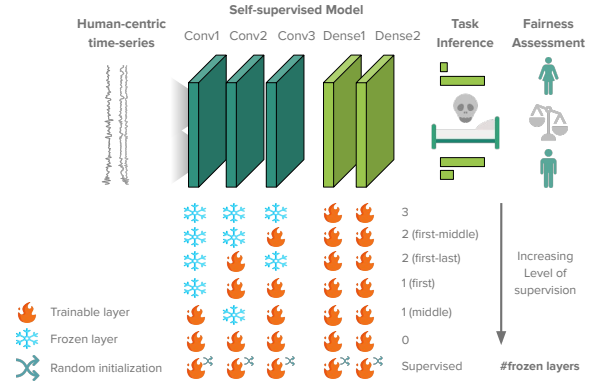 Self-supervised Model
Human-centric
time-series
Conv1 Conv2 Conv3 Dense1 Dense2
Task
Inference
Fairness
Assessment
3
2 (first-middle)
2 (first-last)
1 (first)
1 (middle)
0
Supervised
Increasing
Level of
supervision
#frozen layers
Trainable layer
Frozen layer
Random initialization